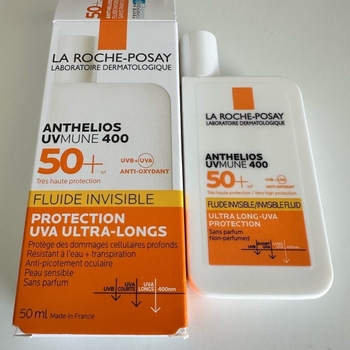 50+
LA ROCHE-POSAY
LABORATOIRE DERMATOLOGIQUE
ANTHELIOS
UVMUNE 400
50+
UVB+UVA
ANTI-OXYDANT
Très haute protection
FLUIDE INVISIBLE
PROTECTION
UVA ULTRA-LONGS
Protège des dommages cellulaires profonds
Résistant à l'eau + transpiration
Anti-picotement oculaire
Peau sensible
Sans parfum
UVB
UVA
COURTS
UVA
LONGS
400nm
50 ml Made in France
LA ROCHE-POSAY
LABORATOIRE DERMATOLOGIQUE
ANTHELIOS
UVMUNE 400
50+
Très haute protection / Very high protection
FLUIDE INVISIBLE/INVISIBLE FLUID
ULTRA LONG-UVA
PROTECTION
Sans parfum
Non-perfumed
UVB